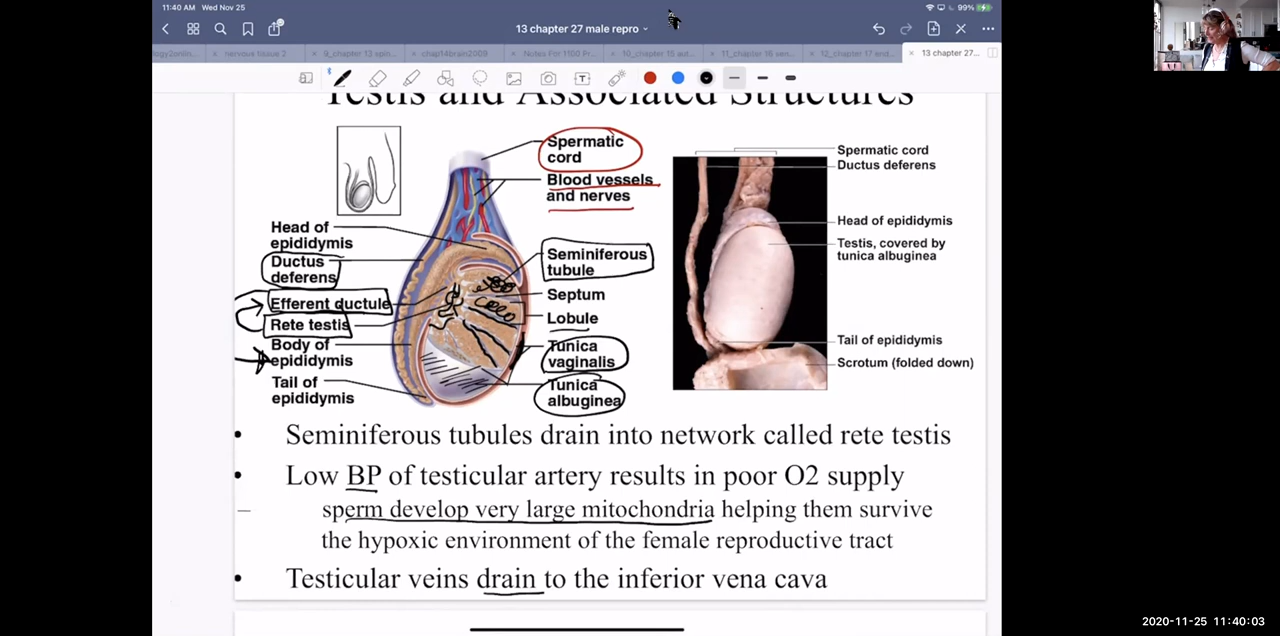 11:40 AM Wed Nov 25
99%
13 chapter 27 male repro
nervous tissue 2
9_chapter 13 spin...
chap14brain2009
Notes For 1160 Pr...
10_chapter 15 aut...
11_chapter 16 sen...
13 chapter 27...
Testis and Associated Structures
Spermatic
cord
Blood vessels
and nerves
Head of
epididymis
Ductus
deferens
Efferent ductule
Rete testis
Body of
epididymis
Tail of
epididymis
Seminiferous
tubule
Septum
Lobule
Tunica
vaginalis
Tunica
albuginea
Spermatic cord
Ductus deferens
Head of epididymis
Testis, covered by
tunica albuginea
Tail of epididymis
Scrotum (folded down)
• Seminiferous tubules drain into network called rete testis
• Low BP of testicular artery results in poor O2 supply
– sperm develop very large mitochondria helping them survive
the hypoxic environment of the female reproductive tract
• Testicular veins drain to the inferior vena cava
2020-11-25 11:40:03